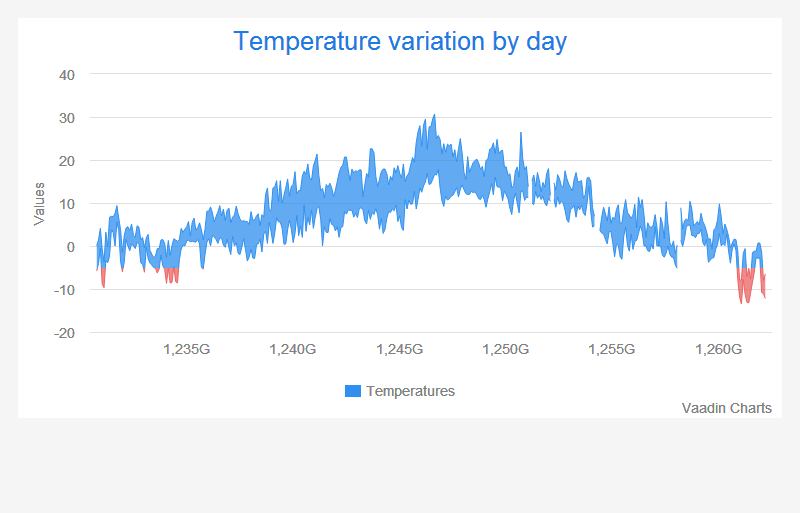 Temperature variation by day
Values
40
30
20
10
0
-10
-20
1,235G 1,240G 1,245G 1,250G 1,255G 1,260G
Temperatures
Vaadin Charts